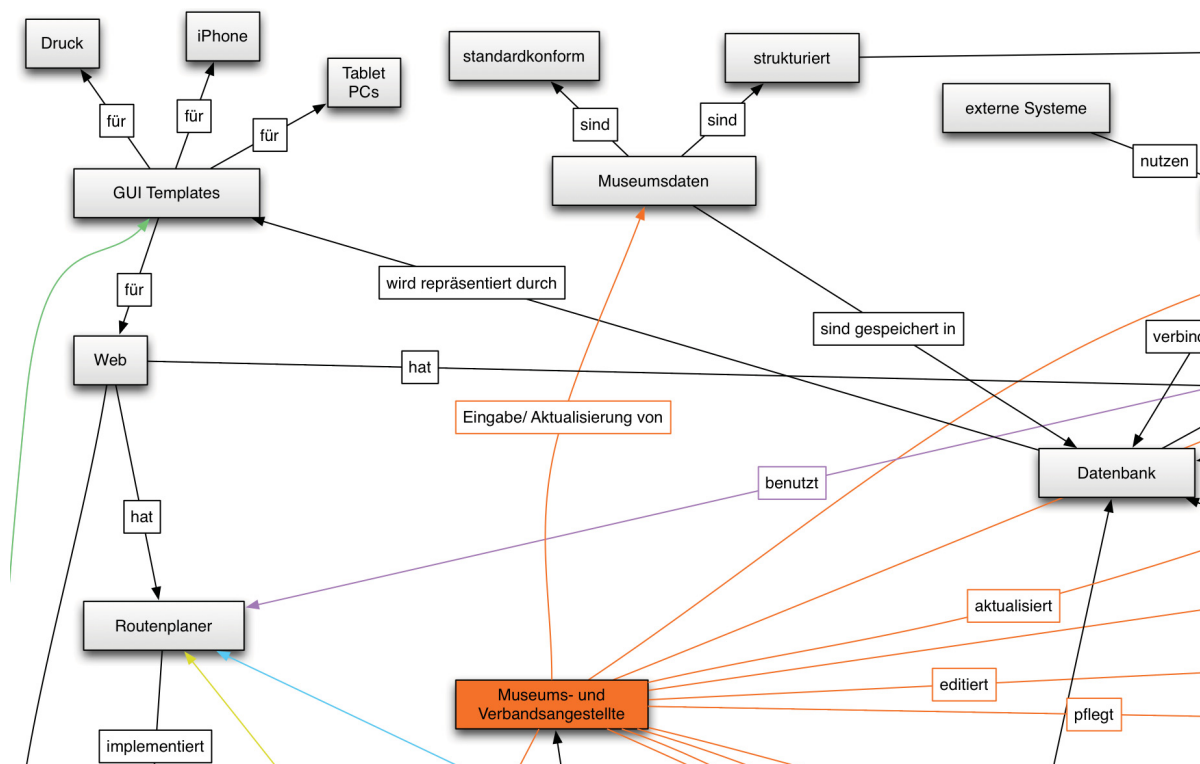 Druck
iPhone
Tablet
PCs
standardkonform
strukturiert
externe Systeme
für
für
für
sind
sind
nutzen
GUI Templates
Museumsdaten
wird repräsentiert durch
für
sind gespeichert in
Web
hat
Eingabe/ Aktualisierung von
Datenbank
benutzt
hat
aktualisiert
Routenplaner
editiert
Museums- und
Verbandsangestellte
pflegt
implementiert